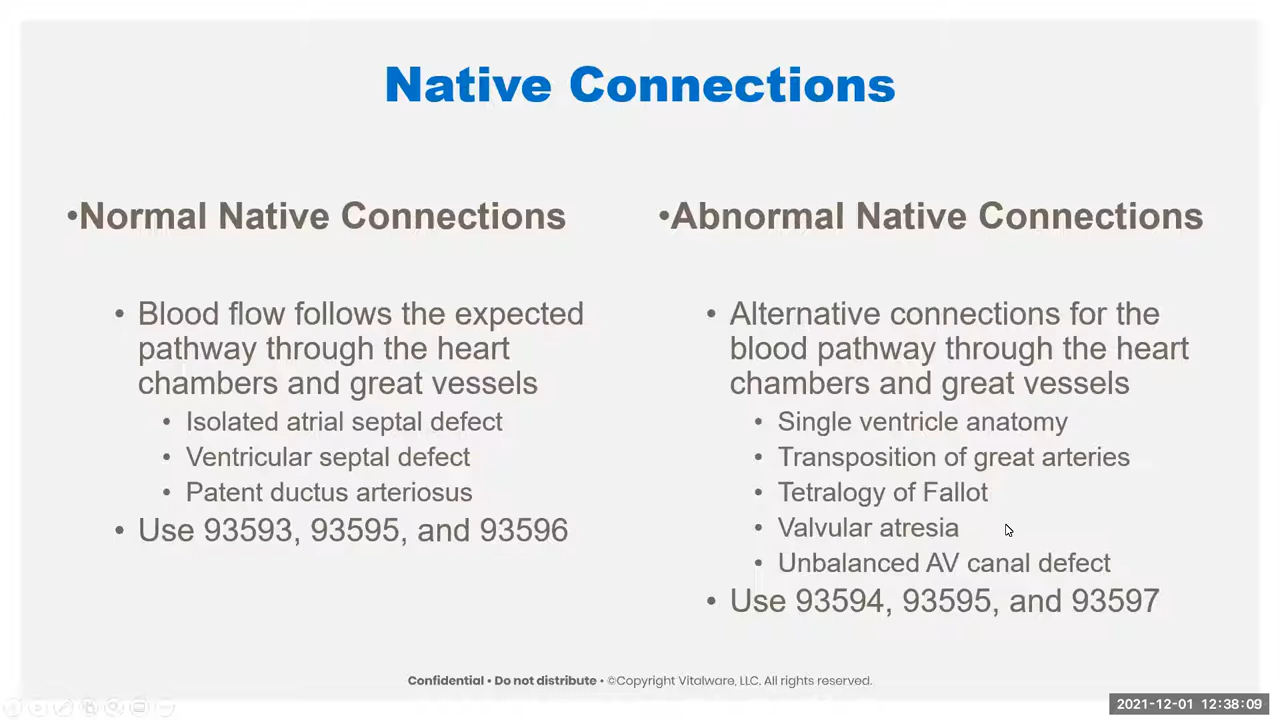 Native Connections
•Normal Native Connections
• Blood flow follows the expected
pathway through the heart
chambers and great vessels
• Isolated atrial septal defect
• Ventricular septal defect
• Patent ductus arteriosus
• Use 93593, 93595, and 93596
•Abnormal Native Connections
• Alternative connections for the
blood pathway through the heart
chambers and great vessels
• Single ventricle anatomy
• Transposition of great arteries
• Tetralogy of Fallot
• Valvular atresia
• Unbalanced AV canal defect
• Use 93594, 93595, and 93597
Confidential • Do not distribute • ©Copyright Vitalware, LLC. All rights reserved.
2021-12-01 12:38:09